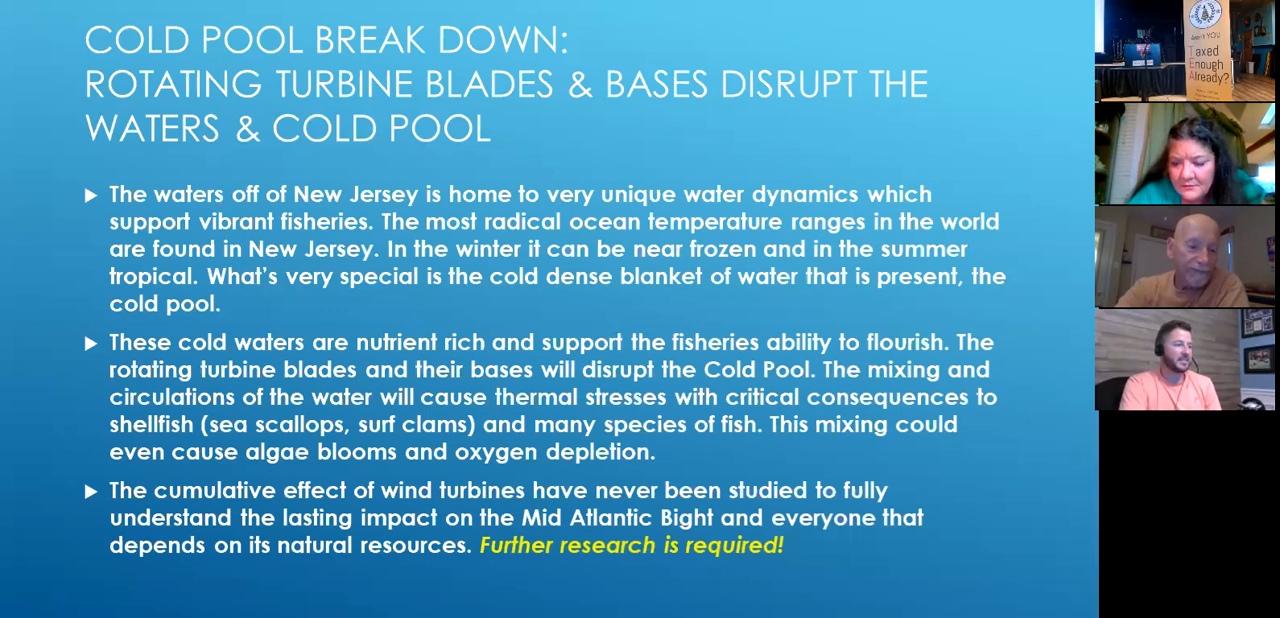 COLD POOL BREAK DOWN:
ROTATING TURBINE BLADES & BASES DISRUPT THE
WATERS & COLD POOL
The waters off of New Jersey is home to very unique water dynamics which
support vibrant fisheries. The most radical ocean temperature ranges in the world
are found in New Jersey. In the winter it can be near frozen and in the summer
tropical. What's very special is the cold dense blanket of water that is present, the
cold pool.
These cold waters are nutrient rich and support the fisheries ability to flourish. The
rotating turbine blades and their bases will disrupt the Cold Pool. The mixing and
circulations of the water will cause thermal stresses with critical consequences to
shellfish (sea scallops, surf clams) and many species of fish. This mixing could
even cause algae blooms and oxygen depletion.
The cumulative effect of wind turbines have never been studied to fully
understand the lasting impact on the Mid Atlantic Bight and everyone that
depends on its natural resources. Further research is required!
Aren't YOU
Taxed
Enough
Already?